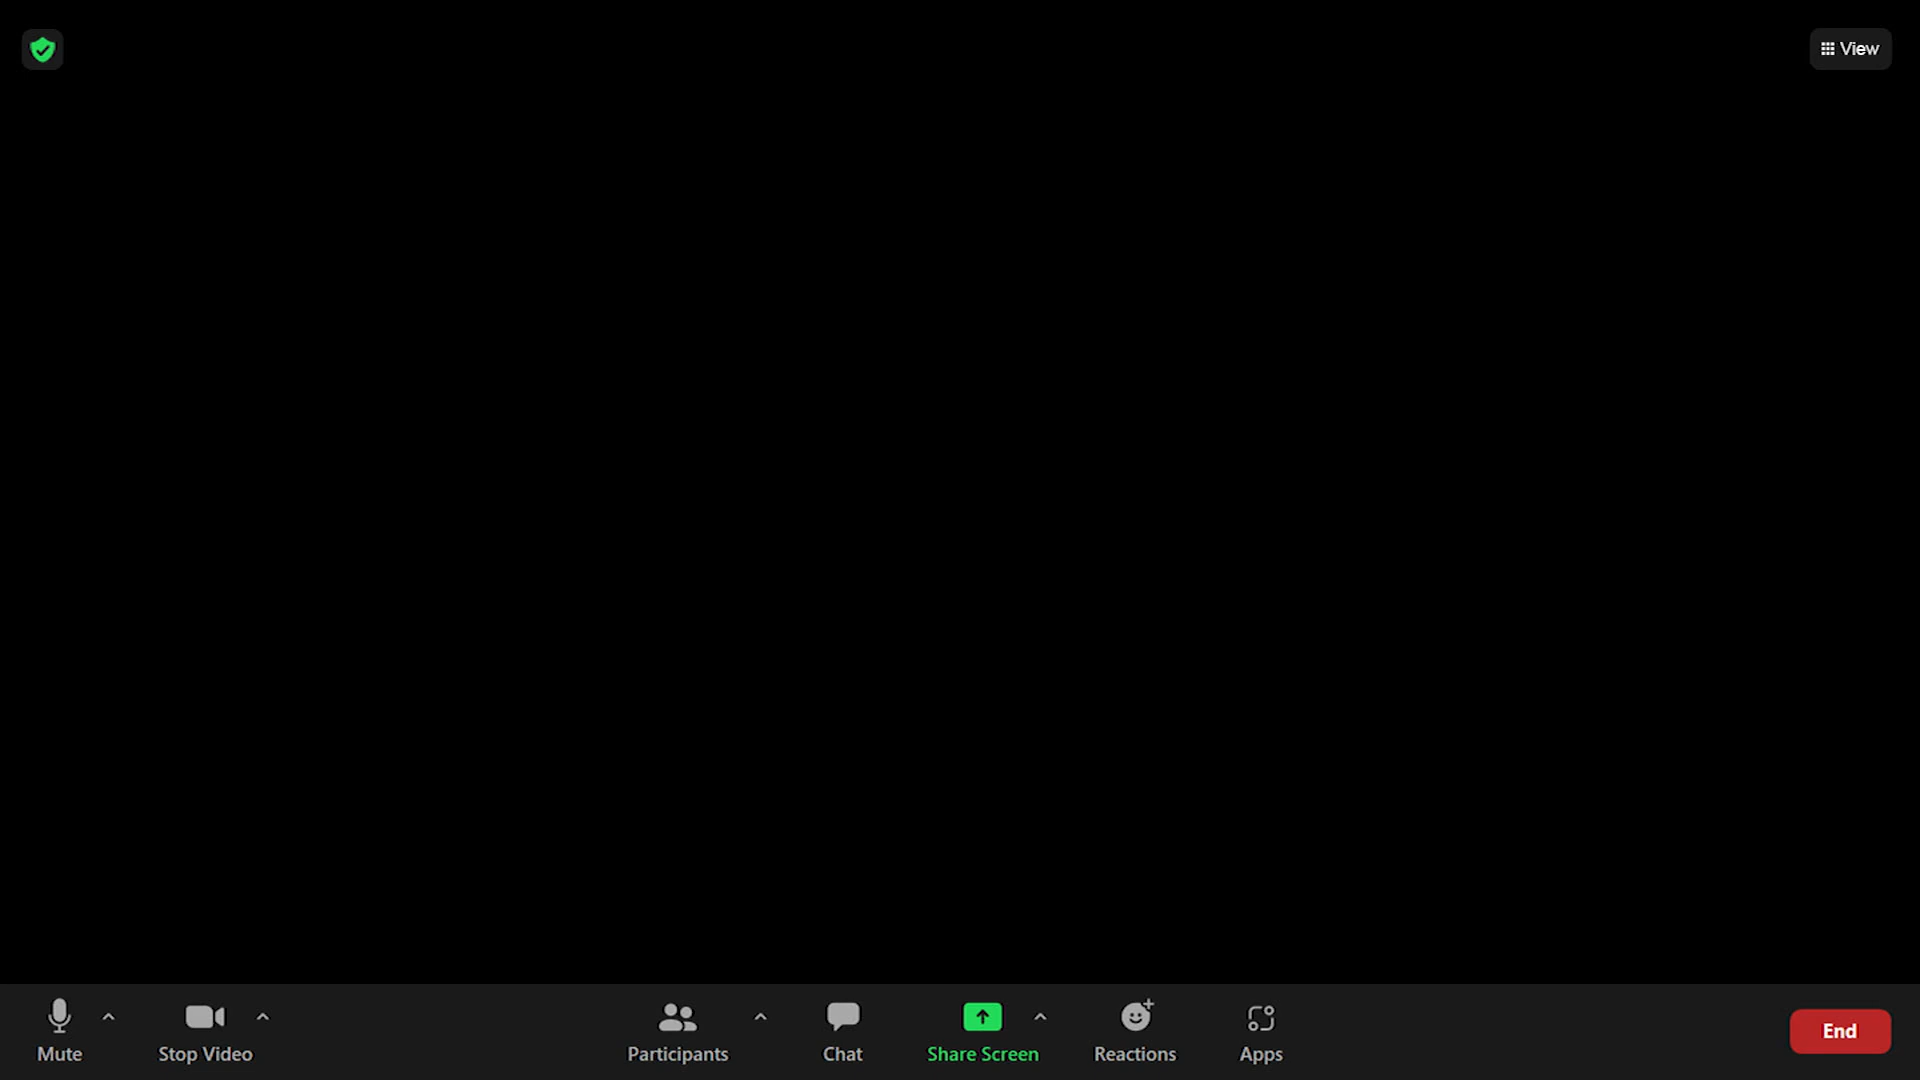 View
Mute
Stop Video
Participants
Chat
Share Screen
Reactions
Apps
End